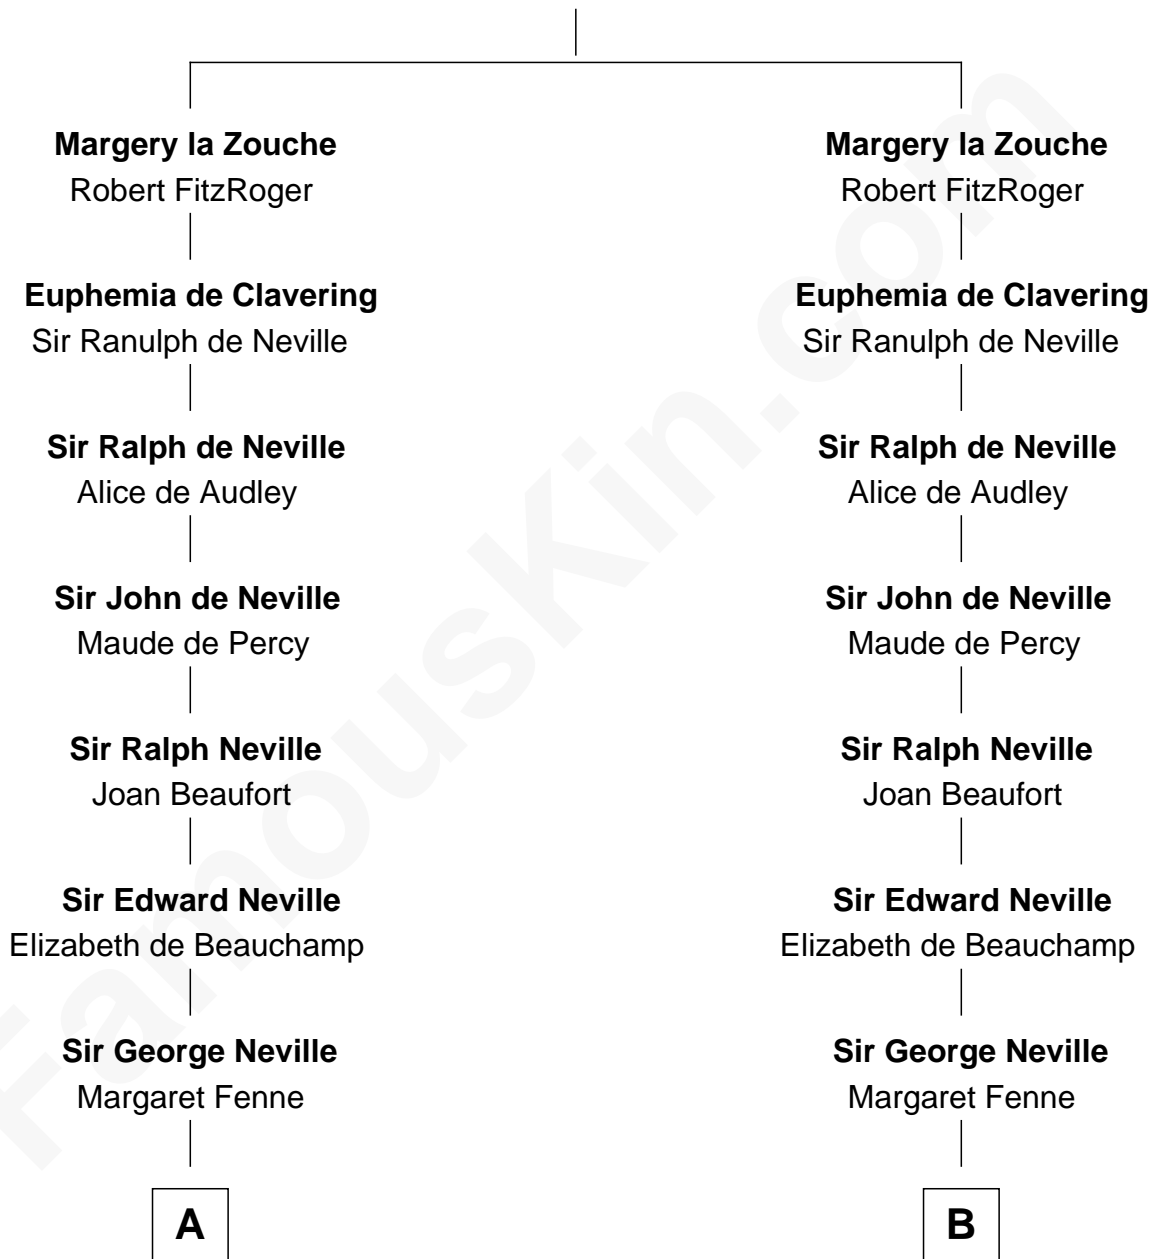 Margery la Zouche
Robert FitzRoger
Euphemia de Clavering
Sir Ranulph de Neville
Sir Ralph de Neville
Alice de Audley
Sir John de Neville
Maude de Percy
Sir Ralph Neville
Joan Beaufort
Sir Edward Neville
Elizabeth de Beauchamp
Sir George Neville
Margaret Fenne
A
Margery la Zouche
Robert FitzRoger
Euphemia de Clavering
Sir Ranulph de Neville
Sir Ralph de Neville
Alice de Audley
Sir John de Neville
Maude de Percy
Sir Ralph Neville
Joan Beaufort
Sir Edward Neville
Elizabeth de Beauchamp
Sir George Neville
Margaret Fenne
B
FamousKin.com